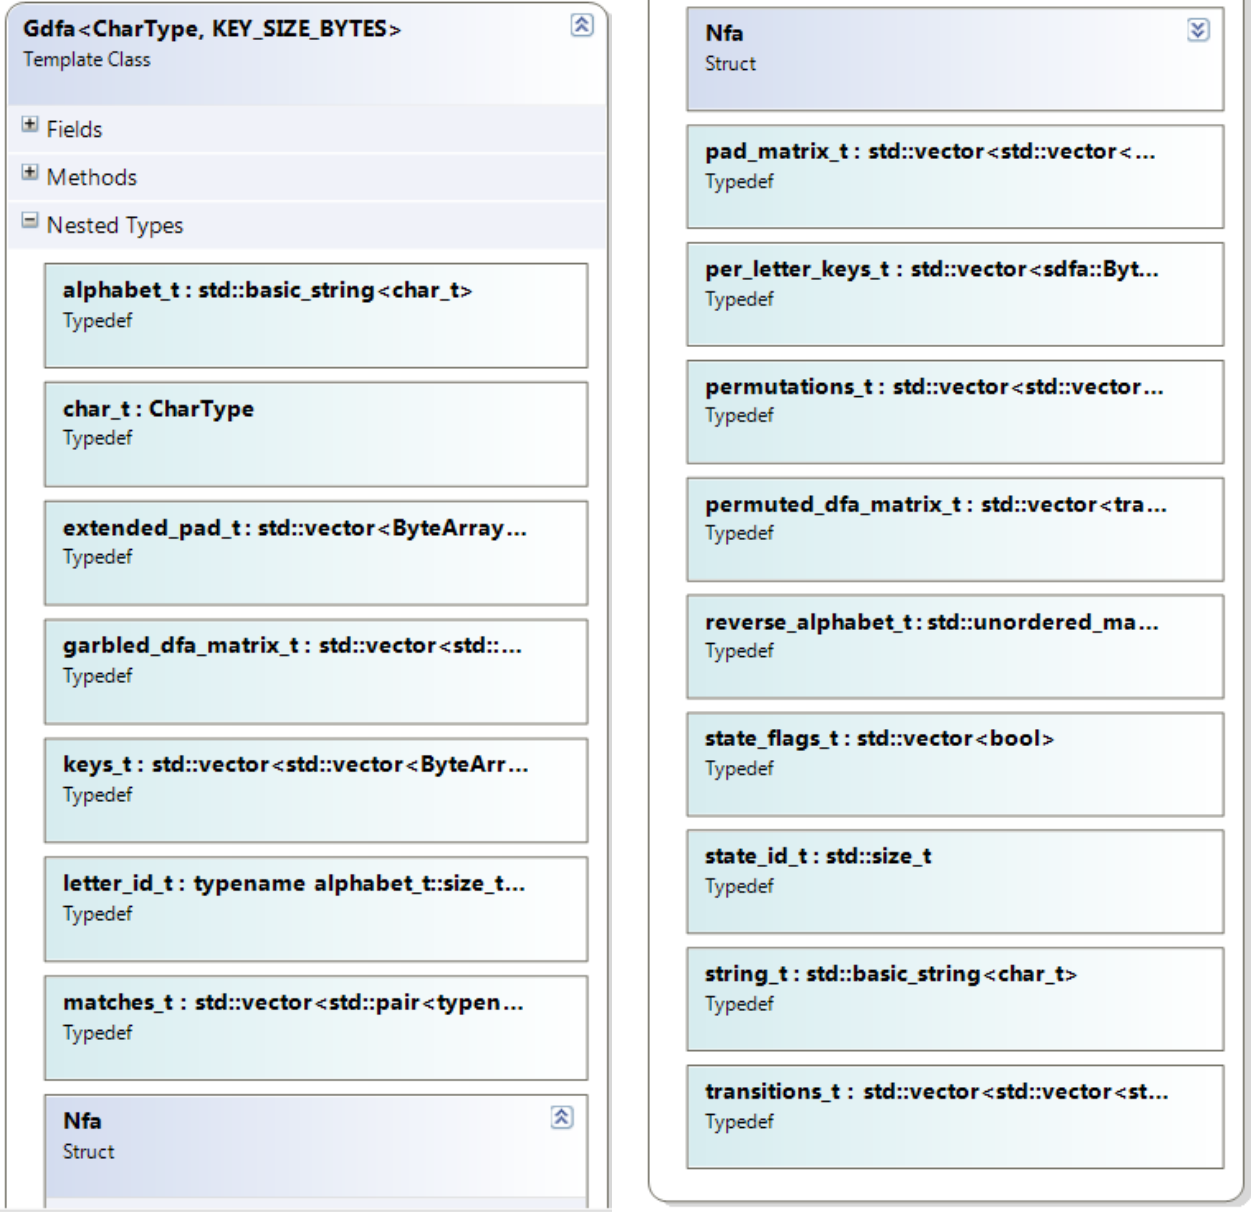 Gdfa<CharType, KEY_SIZE_BYTES>
Template Class
Fields
Methods
Nested Types
alphabet_t : std::basic_string<char_t>
Typedef
char_t : CharType
Typedef
extended_pad_t : std::vector<ByteArray...
Typedef
garbled_dfa_matrix_t : std::vector<std::...
Typedef
keys_t : std::vector<std::vector<ByteArr...
Typedef
letter_id_t : typename alphabet_t::size_t...
Typedef
matches_t : std::vector<std::pair<typen...
Typedef
Nfa
Struct
Nfa
Struct
pad_matrix_t : std::vector<std::vector<...
Typedef
per_letter_keys_t : std::vector<sdfa::Byt...
Typedef
permutations_t : std::vector<std::vector...
Typedef
permuted_dfa_matrix_t : std::vector<tra...
Typedef
reverse_alphabet_t : std::unordered_ma...
Typedef
state_flags_t : std::vector<bool>
Typedef
state_id_t : std::size_t
Typedef
string_t : std::basic_string<char_t>
Typedef
transitions_t : std::vector<std::vector<st...
Typedef